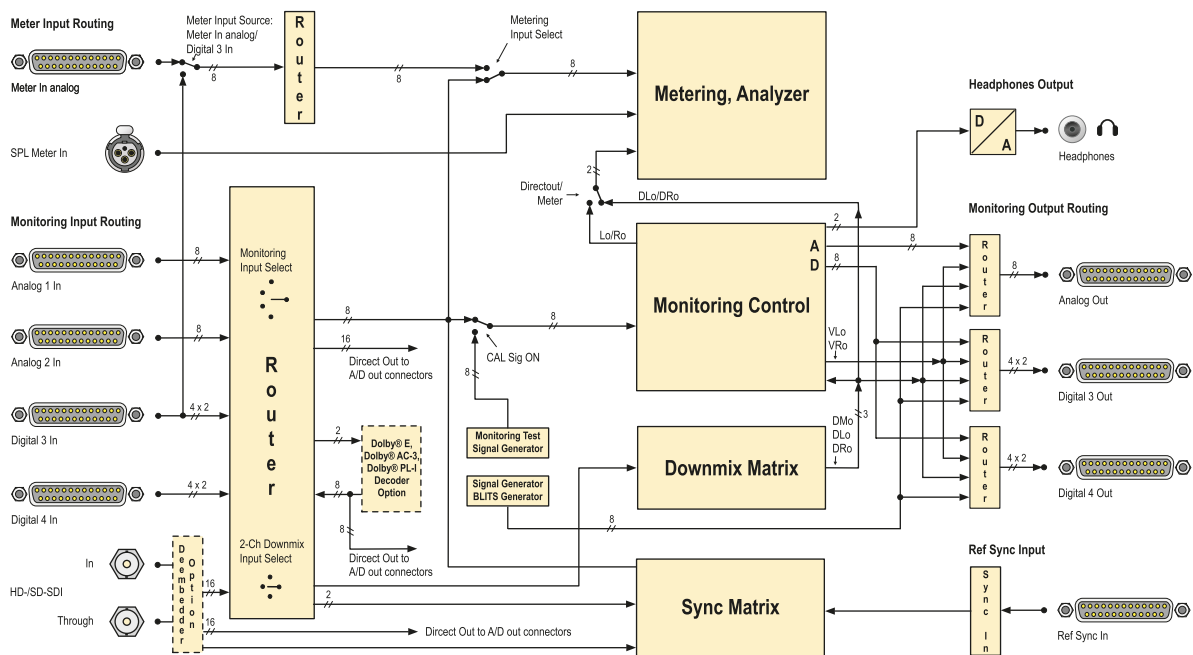 Meter Input Routing
Meter In analog
Meter Input Source:
Meter In analog/
Digital 3 In
8
Router
8
Metering
Input Select
8
Metering, Analyzer
SPL Meter In
Headphones Output
D
A
Headphones
2
Directout/
Meter
DLo/DRo
Lo/Ro
Monitoring Input Routing
8
Analog 1 In
8
Analog 2 In
4 x 2
Digital 3 In
4 x 2
Digital 4 In
Monitoring
Input Select
Router
2-Ch Downmix
Input Select
8
16
Dircect Out to
A/D out connectors
8
CAL Sig ON
8
Monitoring Control
2
A
8
D
8
VLo
VRo
Monitoring Output Routing
Router
8
Analog Out
Router
4 x 2
Digital 3 Out
Router
4 x 2
Digital 4 Out
2
Dolby® E,
Dolby® AC-3,
Dolby® PL-I
Decoder
Option
8
8
Dircect Out to
A/D out connectors
Monitoring Test
Signal Generator
Signal Generator
BLITS Generator
8
Downmix Matrix
3
DMo
DLo
DRo
In
HD-/SD-SDI
Through
Dembedder
Option
16
16
Dircect Out to A/D out connectors
2
Sync Matrix
Ref Sync Input
Sync In
Ref Sync In